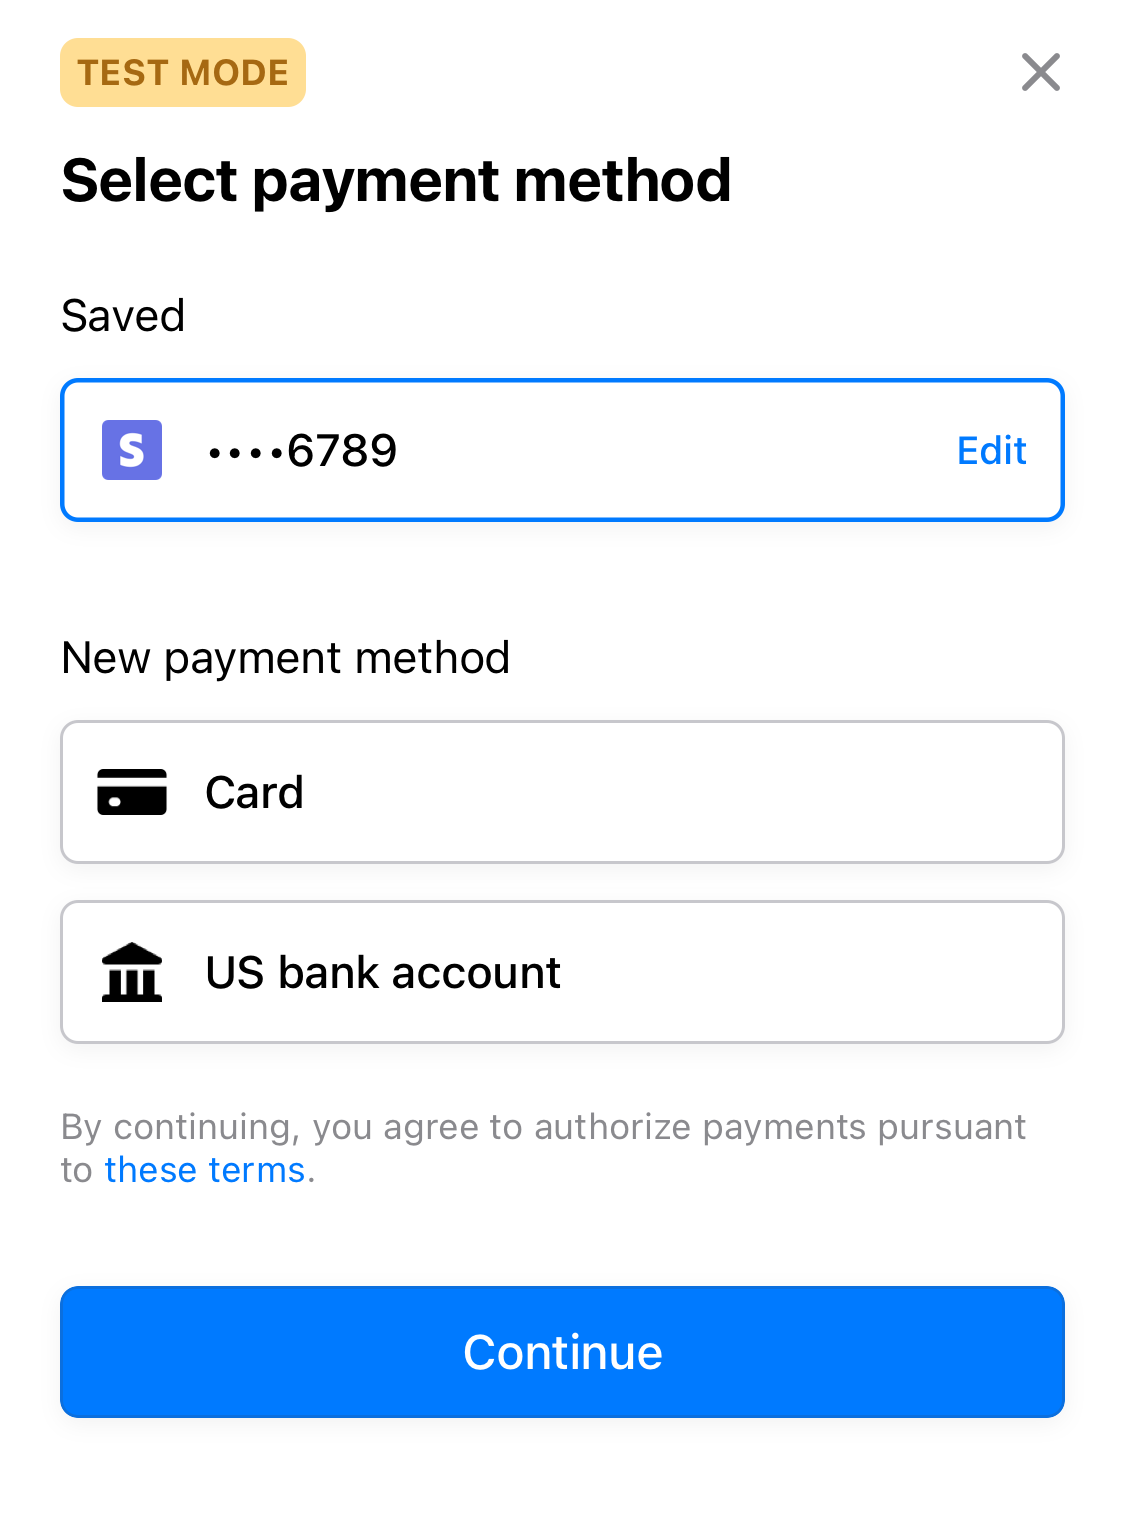 TEST MODE
Select payment method
Saved
S ····6789 Edit
New payment method
Card
US bank account
By continuing, you agree to authorize payments pursuant
to these terms.
Continue